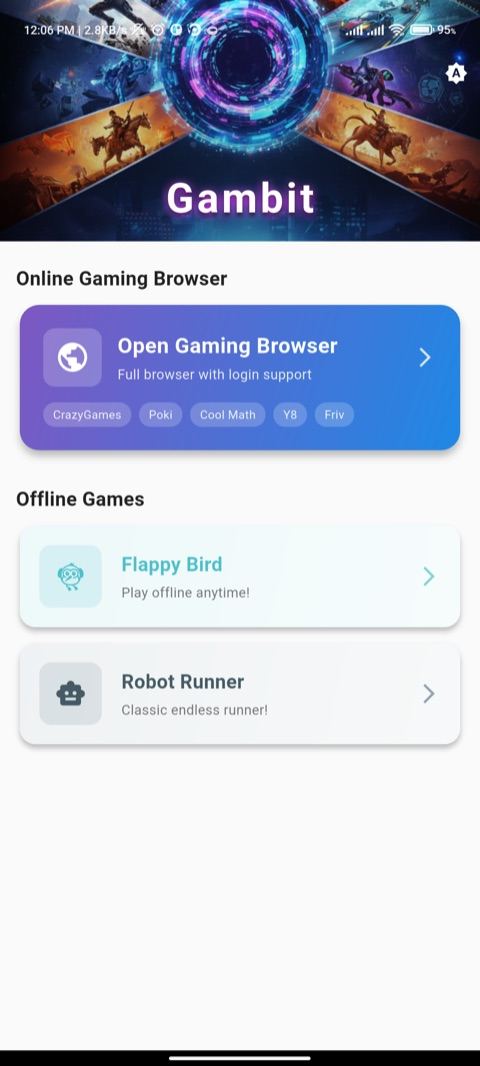 12:06 PM | 2.8KB/s
95%
A
Gambit
Online Gaming Browser
Open Gaming Browser
Full browser with login support
CrazyGames Poki Cool Math Y8 Friv
Offline Games
Flappy Bird
Play offline anytime!
Robot Runner
Classic endless runner!